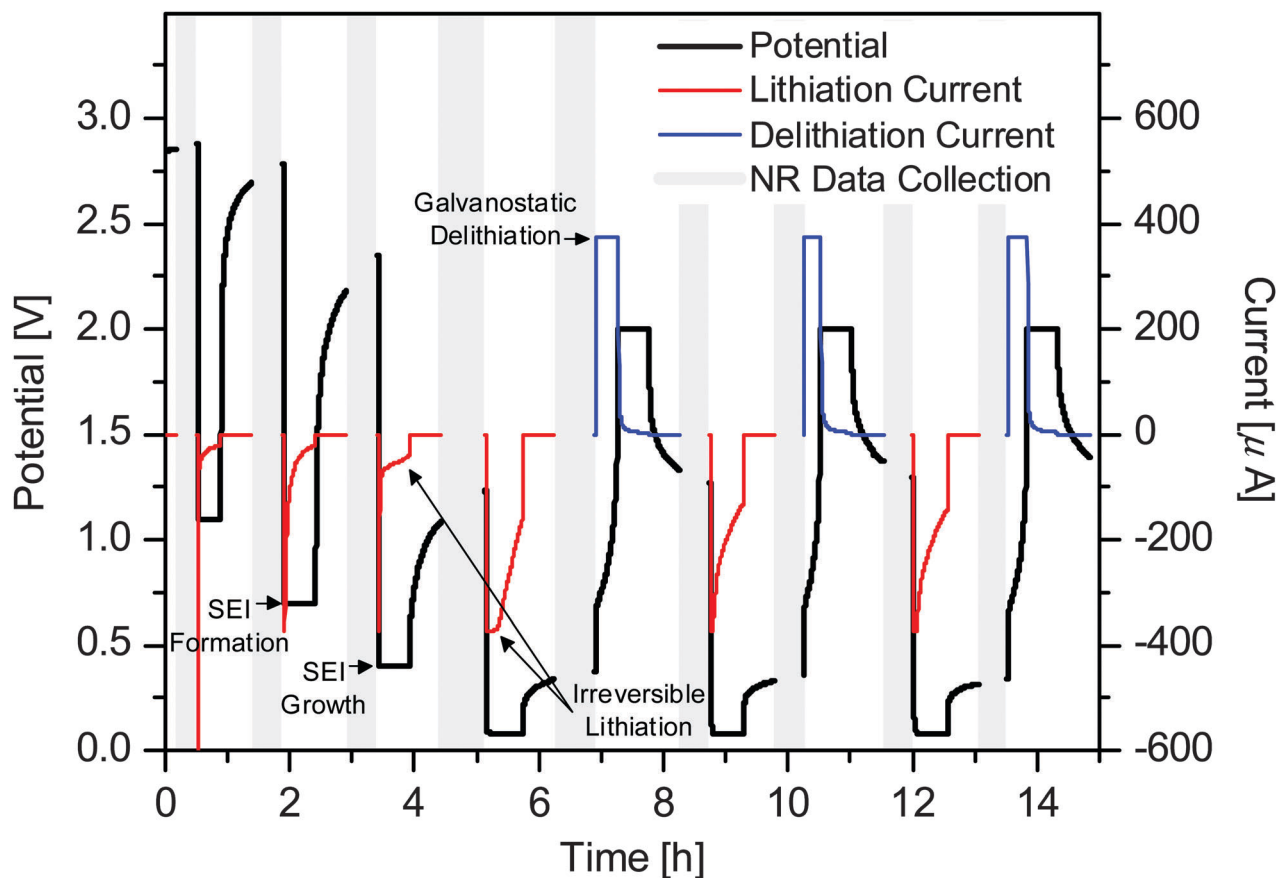 Potential
Lithiation Current
Delithiation Current
NR Data Collection
Galvanostatic
Delithiation
SEI
Formation
SEI
Growth
Irreversible
Lithiation
3.0
2.5
2.0
1.5
1.0
0.5
0.0
Potential [V]
600
400
200
0
-200
-400
-600
Current [μ A]
0 2 4 6 8 10 12 14
Time [h]